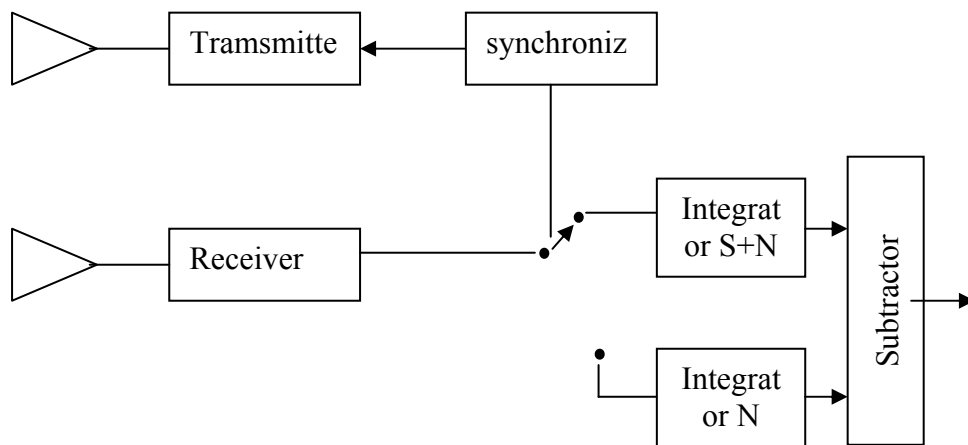 Tramsmitte
synchroniz
Receiver
Integrat
or S+N
Subtractor
Integrat
or N